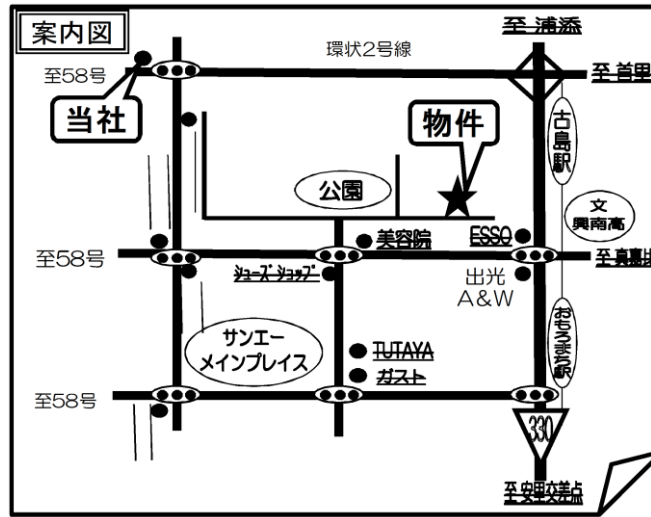 案内図
至 浦添
環状2号線
至58号
至 首里
当社
物件
古島駅
公園
文
興南高
美容院
ESSO
至58号
至 真嘉比
シューズショップ
出光
A&W
サンエー
メインプレイス
おもろまち駅
TUTAYA
ガスト
至58号
330
至 安里交差点